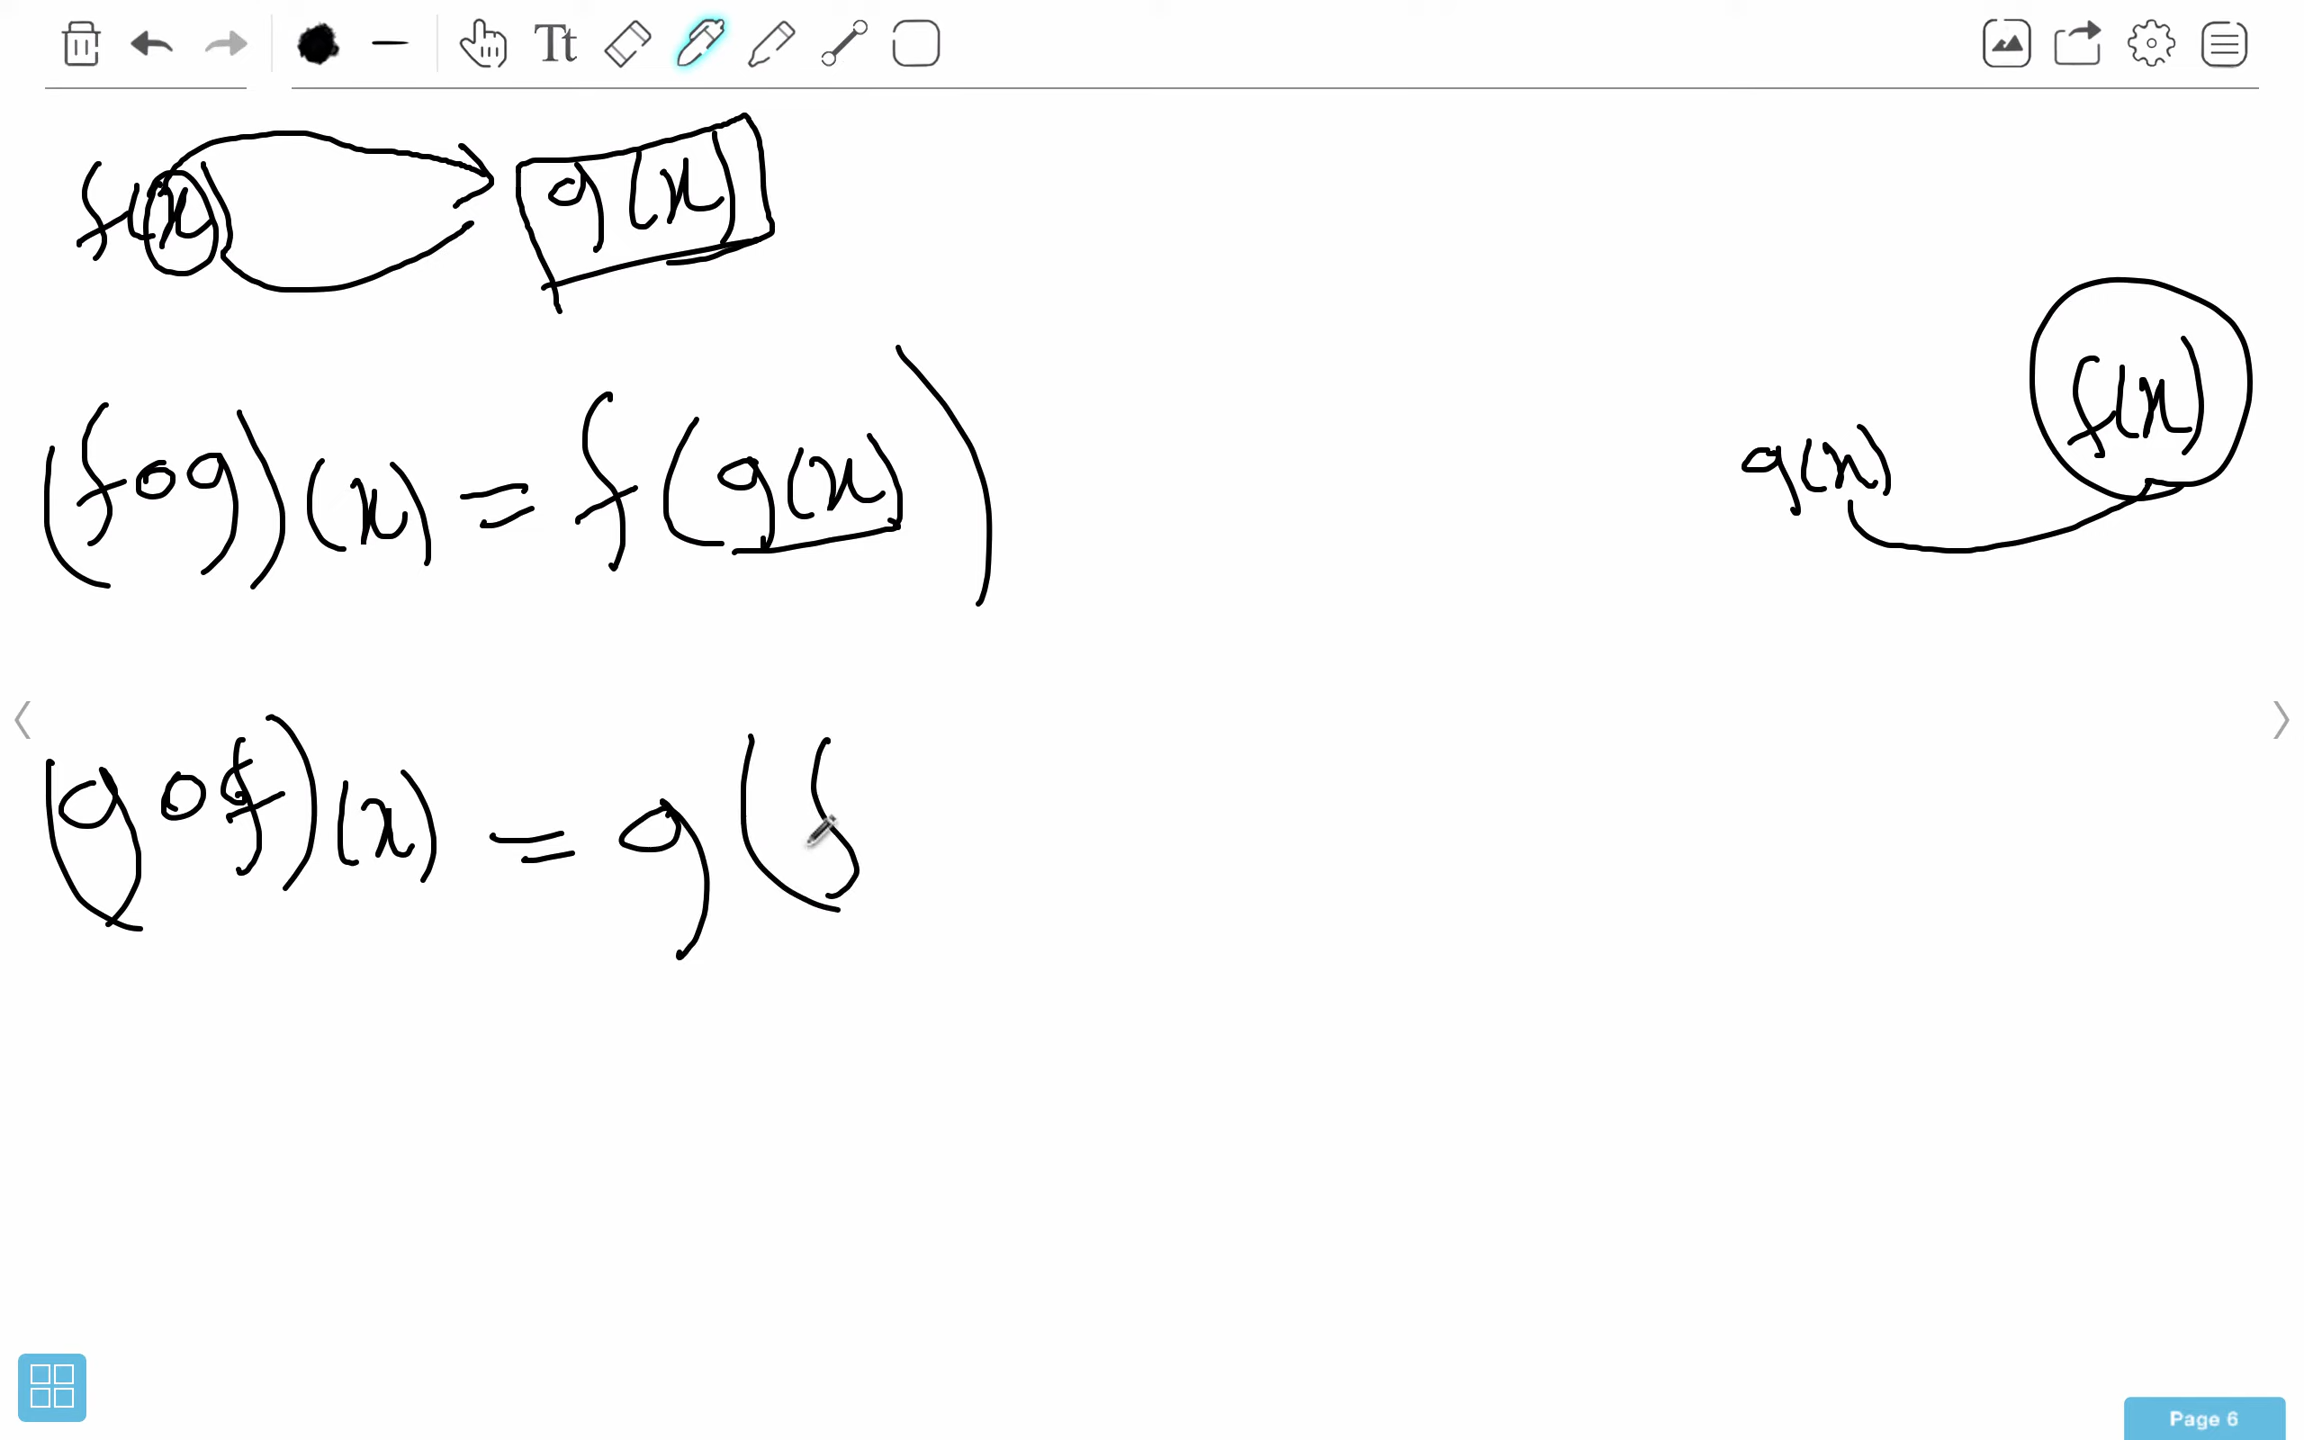 Tt
f(x) g(x)
f(x)
g(x)
(fog)(x) = f(g(x))
(gof)(x) = g(f
Page 6